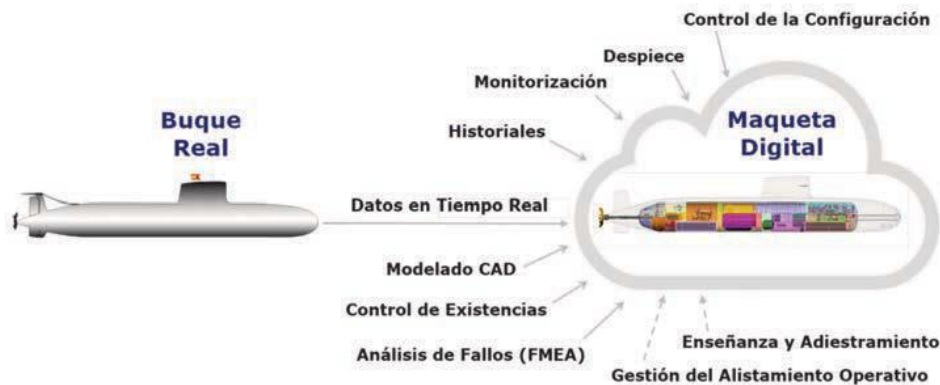 Control de la Configuración
Despiece
Monitorización
Historiales
Buque
Real
Maqueta
Digital
Datos en Tiempo Real
Modelado CAD
Control de Existencias
Análisis de Fallos (FMEA)
Enseñanza y Adiestramiento
Gestión del Alistamiento Operativo